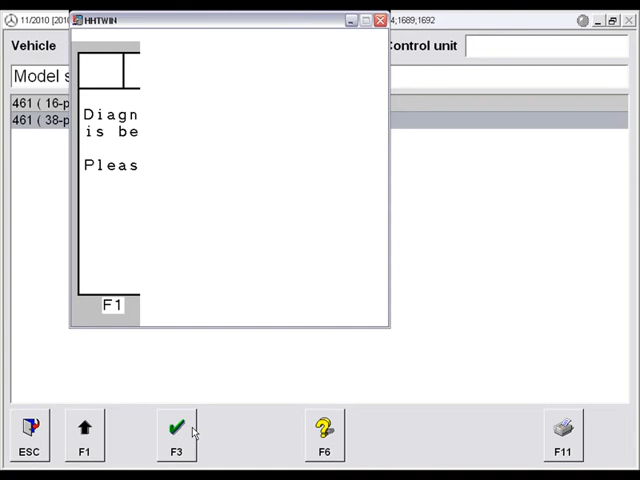 11/2010 [2010
HHTWIN
4;1689;1692
Vehicle
Control unit
Model s
461 ( 16-p
461 ( 38-p
Diagn
is be
Pleas
F1
ESC
F1
F3
F6
F11